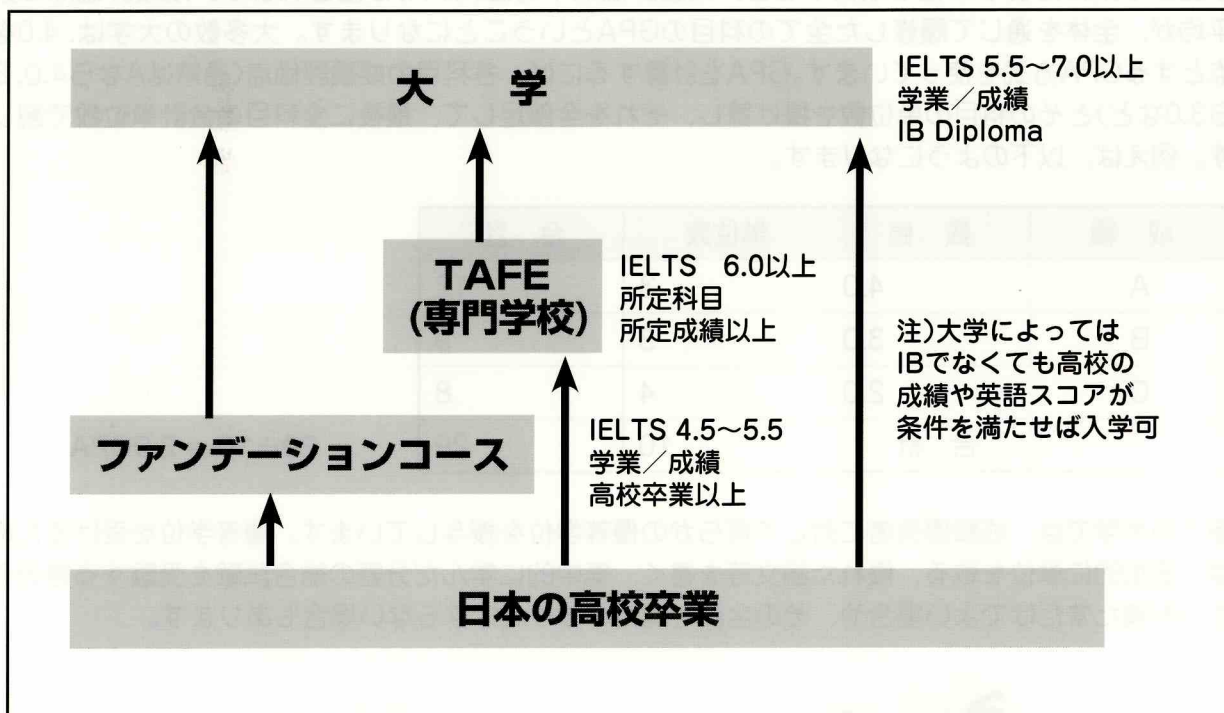 大　学
IELTS 5.5～7.0以上
学業／成績
IB Diploma
TAFE
(専門学校)
IELTS　6.0以上
所定科目
所定成績以上
注)大学によっては
IBでなくても高校の
成績や英語スコアが
条件を満たせば入学可
ファンデーションコース
IELTS 4.5～5.5
学業／成績
高校卒業以上
日本の高校卒業